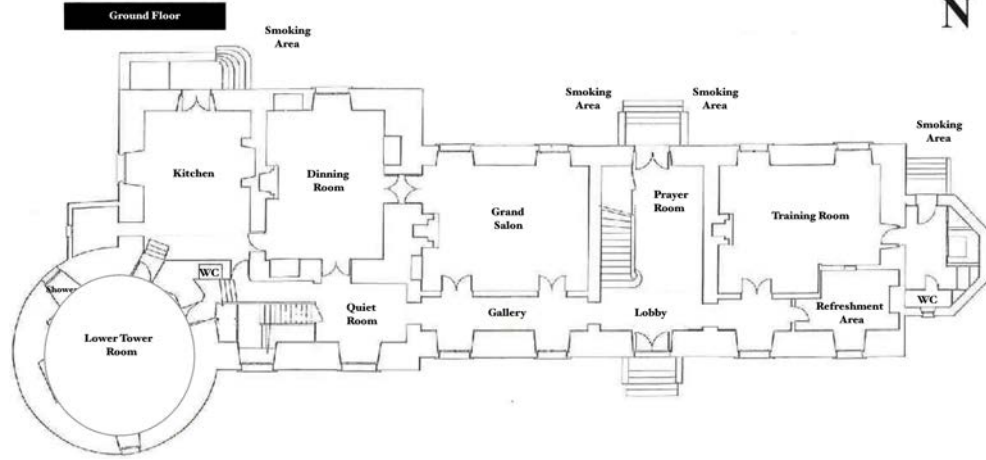 Ground Floor
N
Smoking
Area
Smoking
Area
Smoking
Area
Smoking
Area
Kitchen
Dinning
Room
Grand
Salon
Prayer
Room
Training Room
WC
Shower
Quiet
Room
Gallery
Lobby
Refreshment
Area
WC
Lower Tower
Room